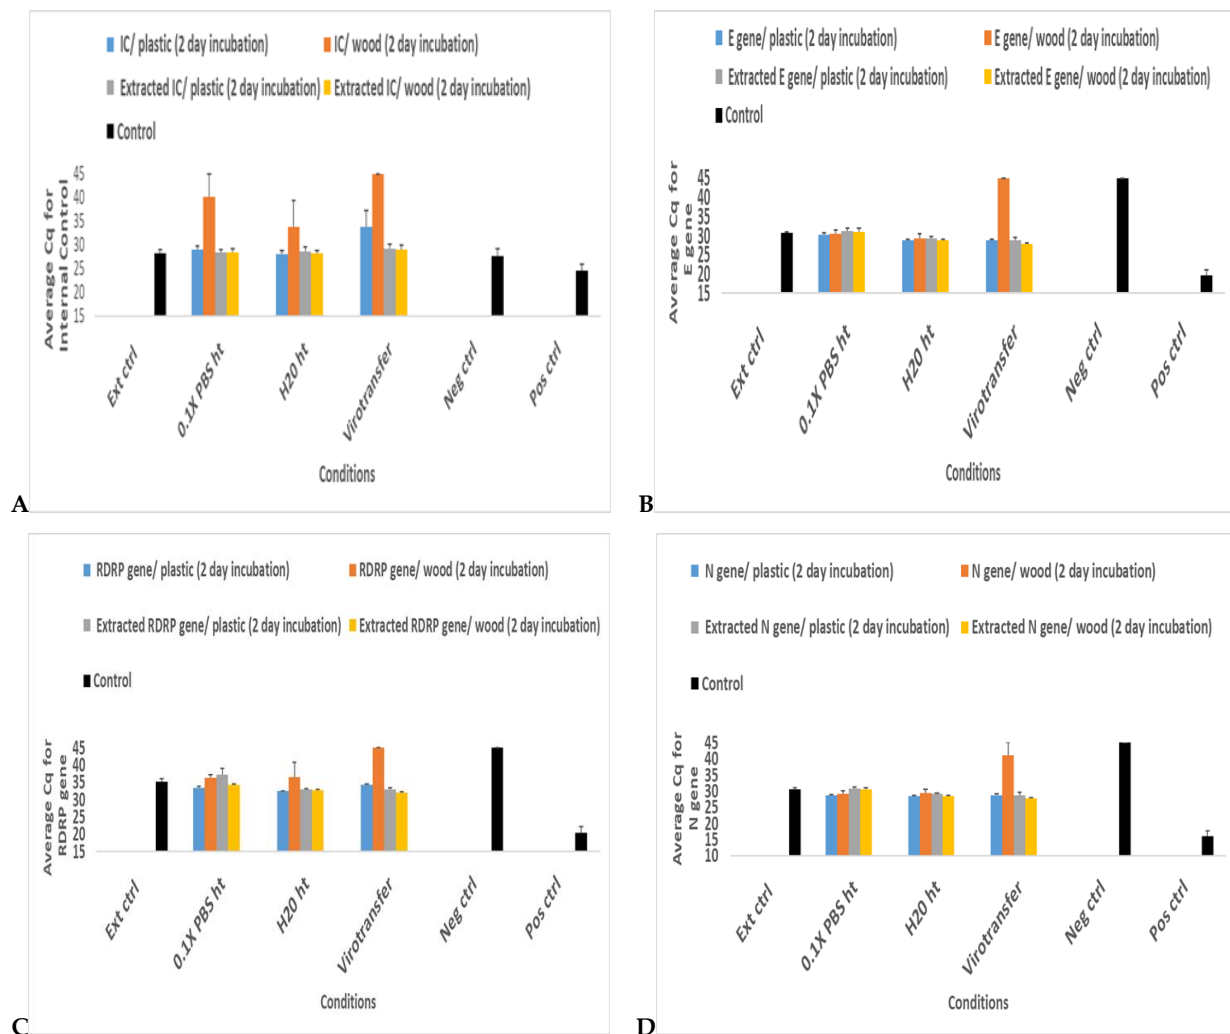 IC/ plastic (2 day incubation) IC/ wood (2 day incubation)
Extracted IC/ plastic (2 day incubation) Extracted IC/ wood (2 day incubation)
Control
Average Cq for
Internal Control
45
40
35
30
25
20
15
Ext ctrl 0.1X PBS ht H20 ht Virotransfer Neg ctrl Pos ctrl
Conditions
A
E gene/ plastic (2 day incubation) E gene/ wood (2 day incubation)
Extracted E gene/ plastic (2 day incubation) Extracted E gene/ wood (2 day incubation)
Control
Average Cq for
E gene
45
40
35
30
25
20
15
Ext ctrl 0.1X PBS ht H20 ht Virotransfer Neg ctrl Pos ctrl
Conditions
B
RDRP gene/ plastic (2 day incubation) RDRP gene/ wood (2 day incubation)
Extracted RDRP gene/ plastic (2 day incubation) Extracted RDRP gene/ wood (2 day incubation)
Control
Average Cq for
RDRP gene
45
40
35
30
25
20
15
Ext ctrl 0.1X PBS ht H20 ht Virotransfer Neg ctrl Pos ctrl
Conditions
C
N gene/ plastic (2 day incubation) N gene/ wood (2 day incubation)
Extracted N gene/ plastic (2 day incubation) Extracted N gene/ wood (2 day incubation)
Control
Average Cq for
N gene
45
40
35
30
25
20
15
10
Ext ctrl 0.1X PBS ht H20 ht Virotransfer Neg ctrl Pos ctrl
Conditions
D